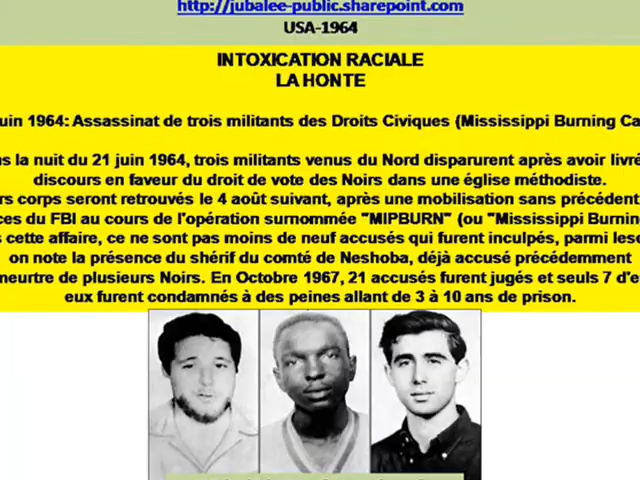 http://jubalee-public.sharepoint.com
USA-1964
INTOXICATION RACIALE
LA HONTE
uin 1964: Assassinat de trois militants des Droits Civiques (Mississippi Burning Ca
s la nuit du 21 juin 1964, trois militants venus du Nord disparurent après avoir livré
discours en faveur du droit de vote des Noirs dans une église méthodiste.
rs corps seront retrouvés le 4 août suivant, après une mobilisation sans précédent
ces du FBI au cours de l'opération surnommée "MIPBURN" (ou "Mississippi Burnin
s cette affaire, ce ne sont pas moins de neuf accusés qui furent inculpés, parmi lesc
on note la présence du shérif du comté de Neshoba, déjà accusé précédemment
meurtre de plusieurs Noirs. En Octobre 1967, 21 accusés furent jugés et seuls 7 d'e
eux furent condamnés à des peines allant de 3 à 10 ans de prison.